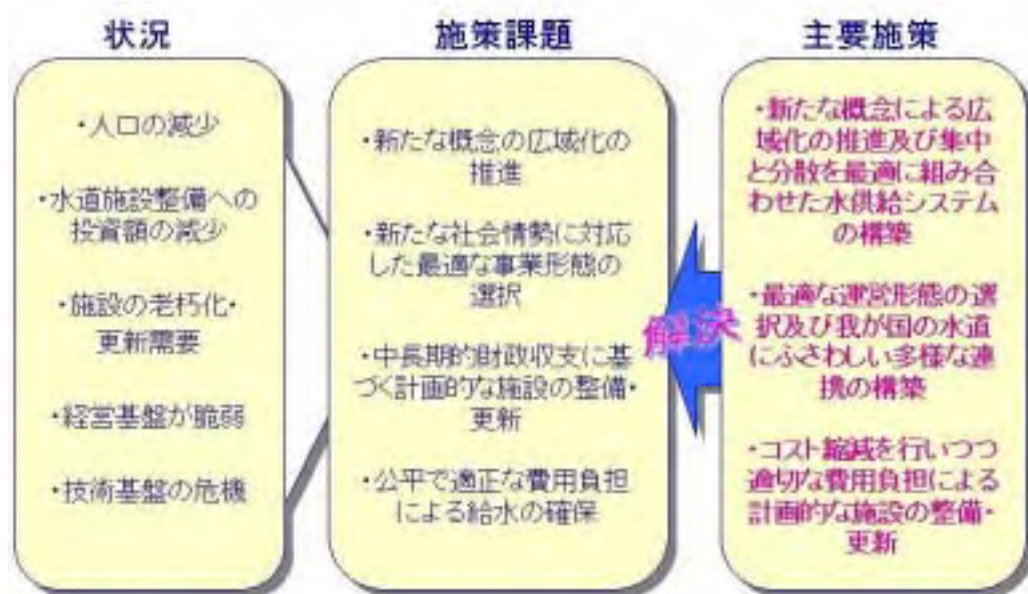 状況
・人口の減少
・水道施設整備への
投資額の減少
・施設の老朽化・
更新需要
・経営基盤が脆弱
・技術基盤の危機
施策課題
・新たな概念の広域化の
推進
・新たな社会情勢に対応
した最適な事業形態の
選択
・中長期的財政収支に基
づく計画的な施設の整備・
更新
・公平で適正な費用負担
による給水の確保
解決
主要施策
・新たな概念による広
域化の推進及び集中
と分散を最適に組み合
わせた水供給システム
の構築
・最適な運営形態の選
択及び我が国の水道
にふさわしい多様な連
携の構築
・コスト縮減を行いつつ
適切な費用負担による
計画的な施設の整備・
更新